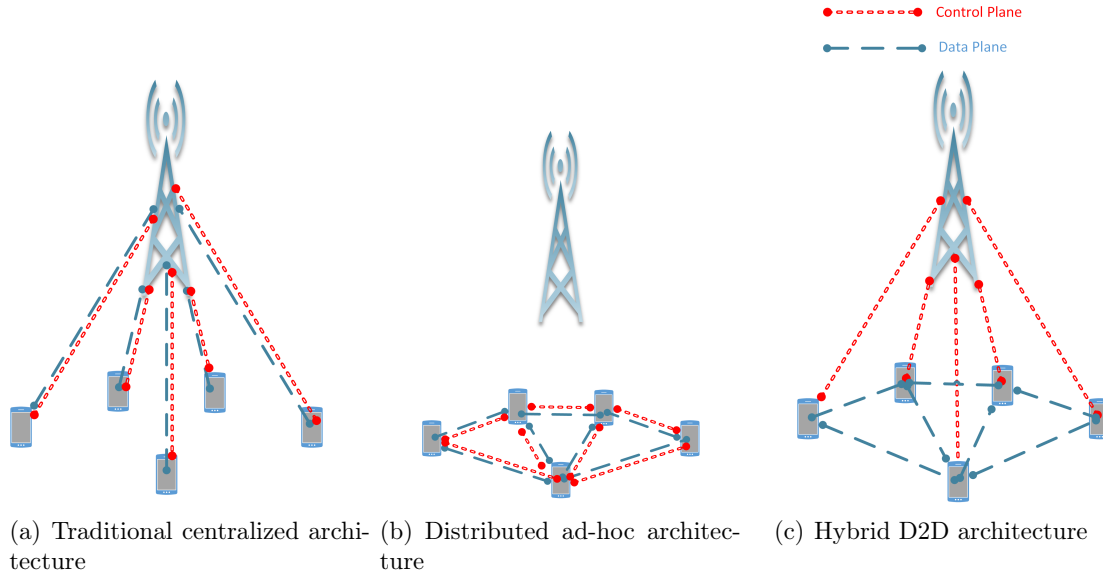 Control Plane
Data Plane
(a) Traditional centralized archi-
tecture
(b) Distributed ad-hoc architec-
ture
(c) Hybrid D2D architecture